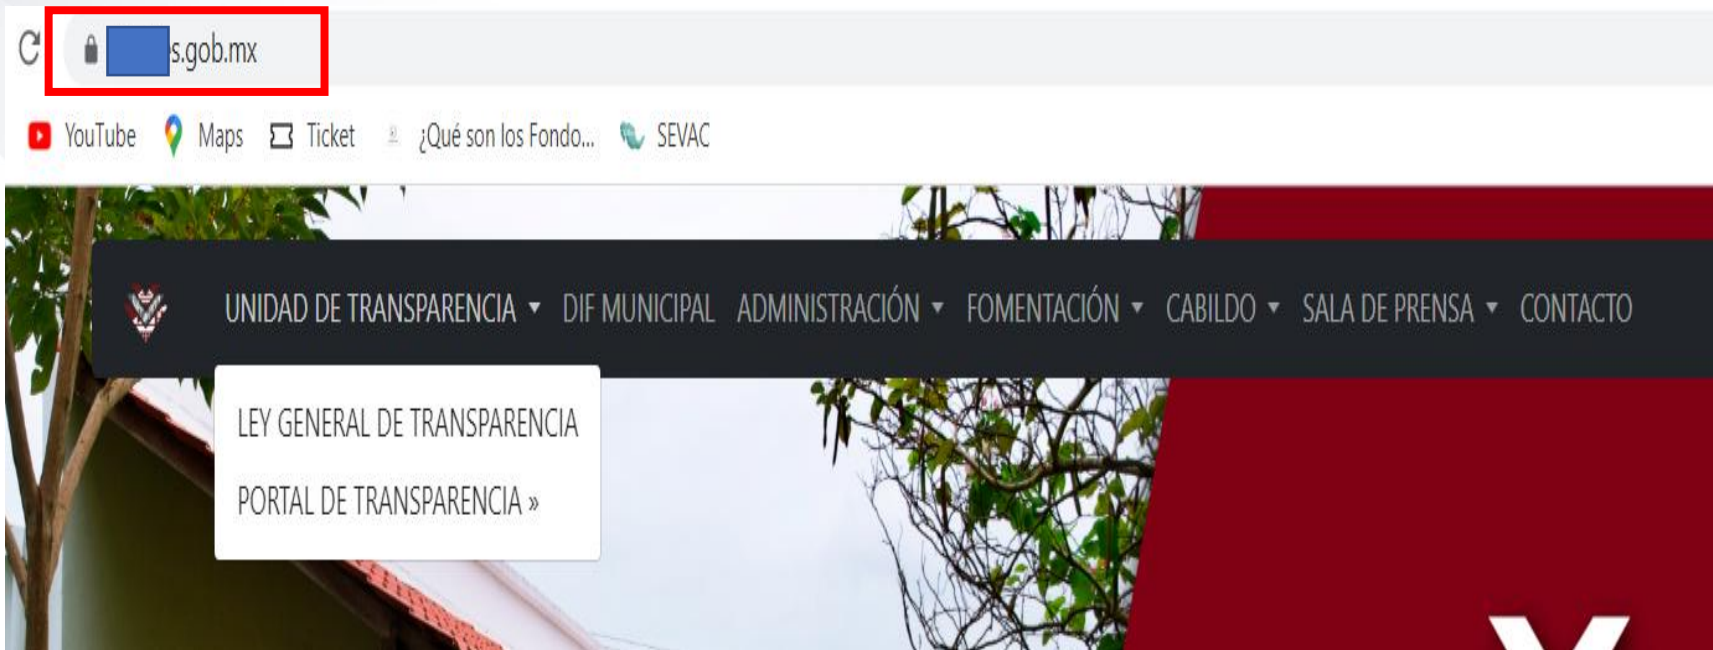 s.gob.mx
YouTube Maps Ticket ¿Qué son los Fondo... SEVAC
UNIDAD DE TRANSPARENCIA DIF MUNICIPAL ADMINISTRACIÓN FOMENTACIÓN CABILDO SALA DE PRENSA CONTACTO
LEY GENERAL DE TRANSPARENCIA
PORTAL DE TRANSPARENCIA »